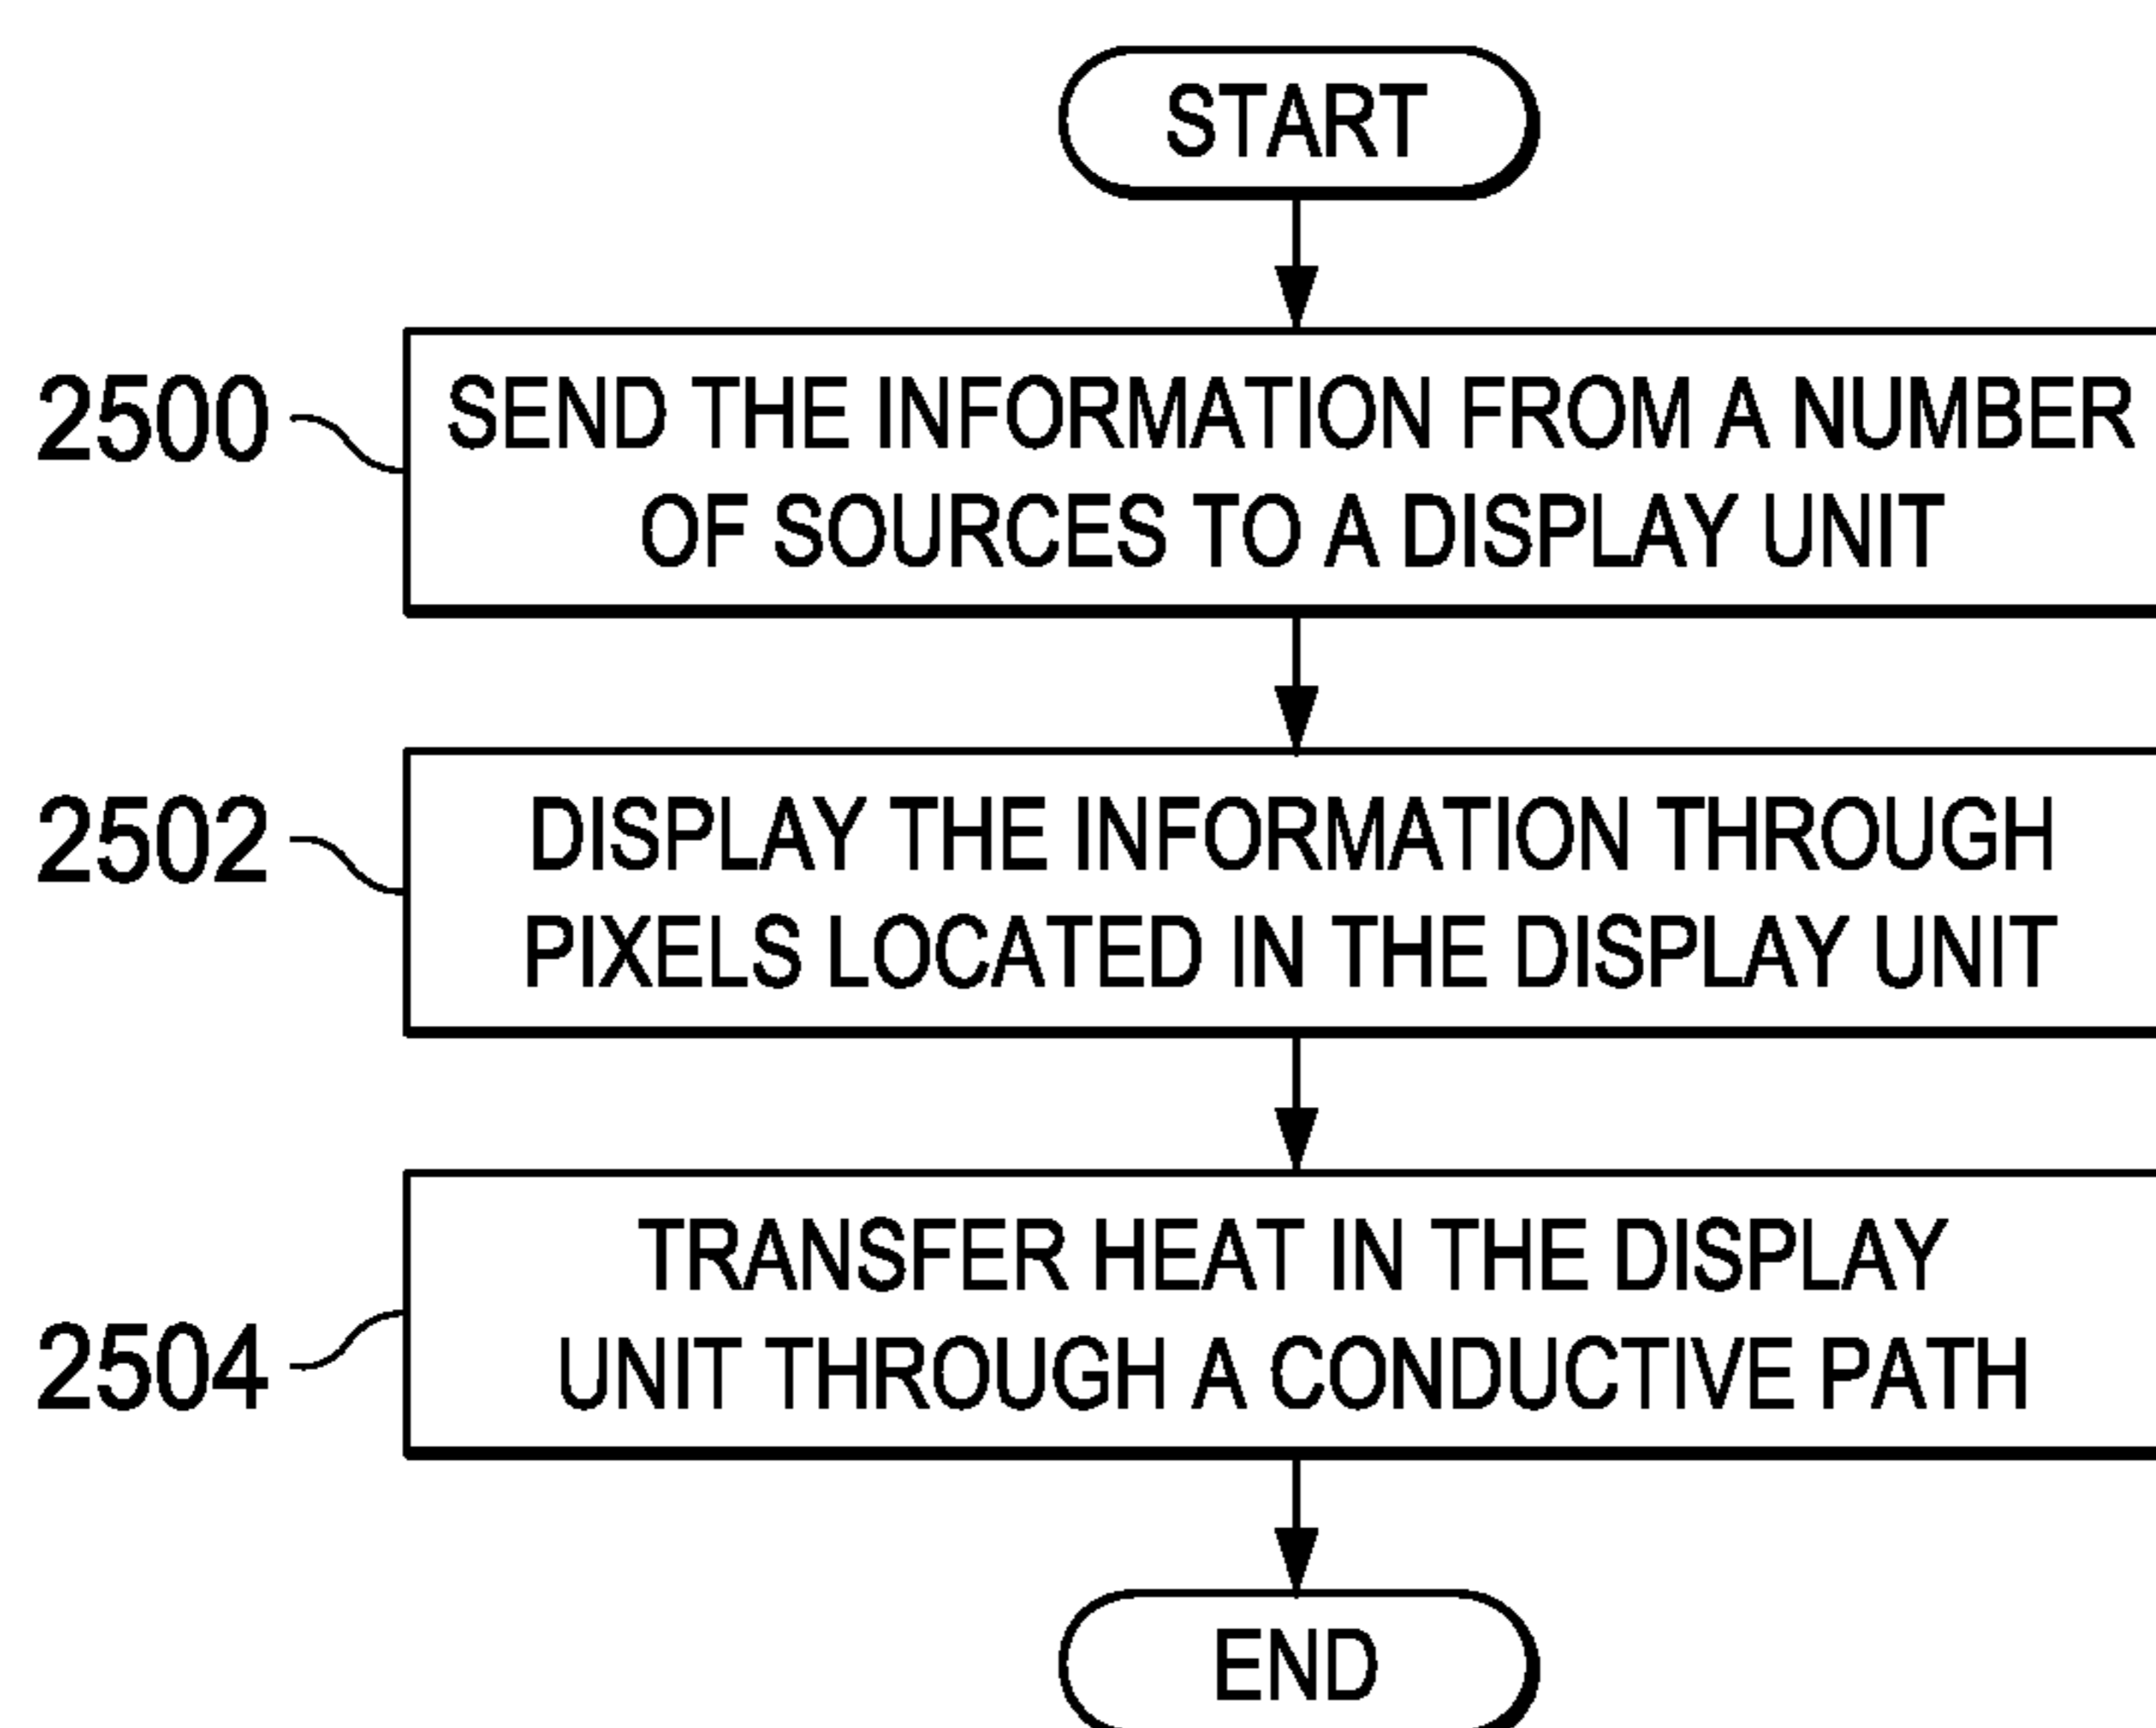 START
2500
SEND THE INFORMATION FROM A NUMBER
OF SOURCES TO A DISPLAY UNIT
2502
DISPLAY THE INFORMATION THROUGH
PIXELS LOCATED IN THE DISPLAY UNIT
2504
TRANSFER HEAT IN THE DISPLAY
UNIT THROUGH A CONDUCTIVE PATH
END